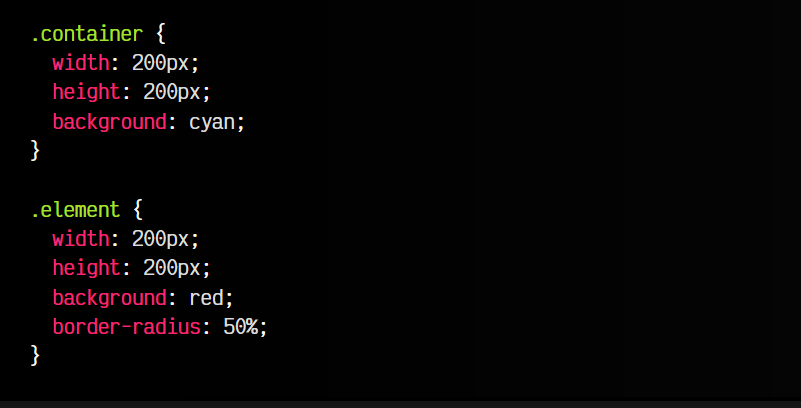 .container {
  width: 200px;
  height: 200px;
  background: cyan;
}

.element {
  width: 200px;
  height: 200px;
  background: red;
  border-radius: 50%;
}